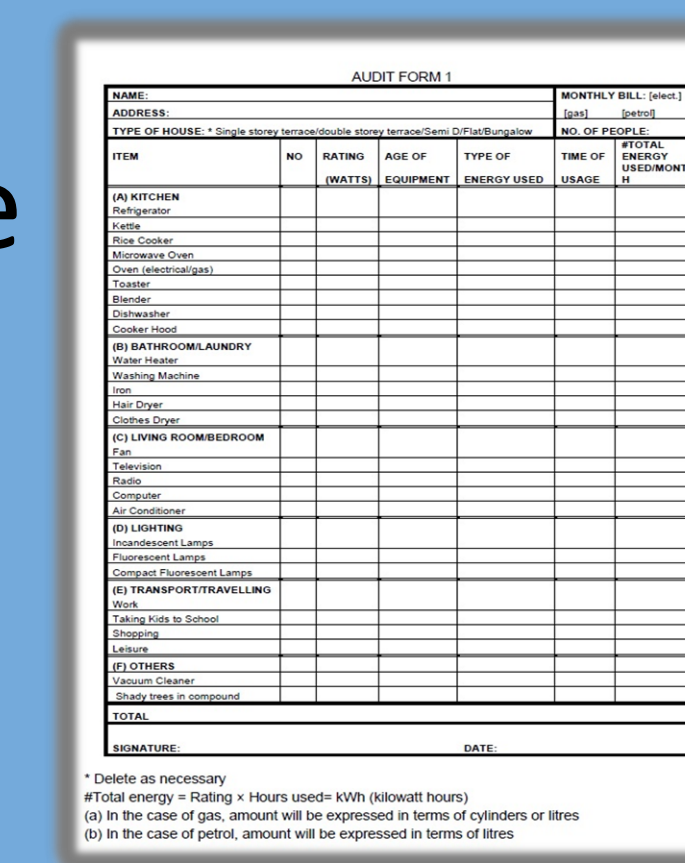 e
AUDIT FORM 1
NAME: MONTHLY BILL: [elect.]
ADDRESS: [gas] [petrol]
TYPE OF HOUSE: * Single storey terrace/double storey terrace/Semi D/Flat/Bungalow NO. OF PEOPLE:
ITEM NO RATING (WATTS) AGE OF EQUIPMENT TYPE OF ENERGY USED TIME OF USAGE #TOTAL ENERGY USED/MONT H
(A) KITCHEN
Refrigerator
Kettle
Rice Cooker
Microwave Oven
Oven (electrical/gas)
Toaster
Blender
Dishwasher
Cooker Hood
(B) BATHROOM/LAUNDRY
Water Heater
Washing Machine
Iron
Hair Dryer
Clothes Dryer
(C) LIVING ROOM/BEDROOM
Fan
Television
Radio
Computer
Air Conditioner
(D) LIGHTING
Incandescent Lamps
Fluorescent Lamps
Compact Fluorescent Lamps
(E) TRANSPORT/TRAVELLING
Work
Taking Kids to School
Shopping
Leisure
(F) OTHERS
Vacuum Cleaner
Shady trees in compound
TOTAL
SIGNATURE: DATE:
* Delete as necessary
#Total energy = Rating × Hours used= kWh (kilowatt hours)
(a) In the case of gas, amount will be expressed in terms of cylinders or litres
(b) In the case of petrol, amount will be expressed in terms of litres